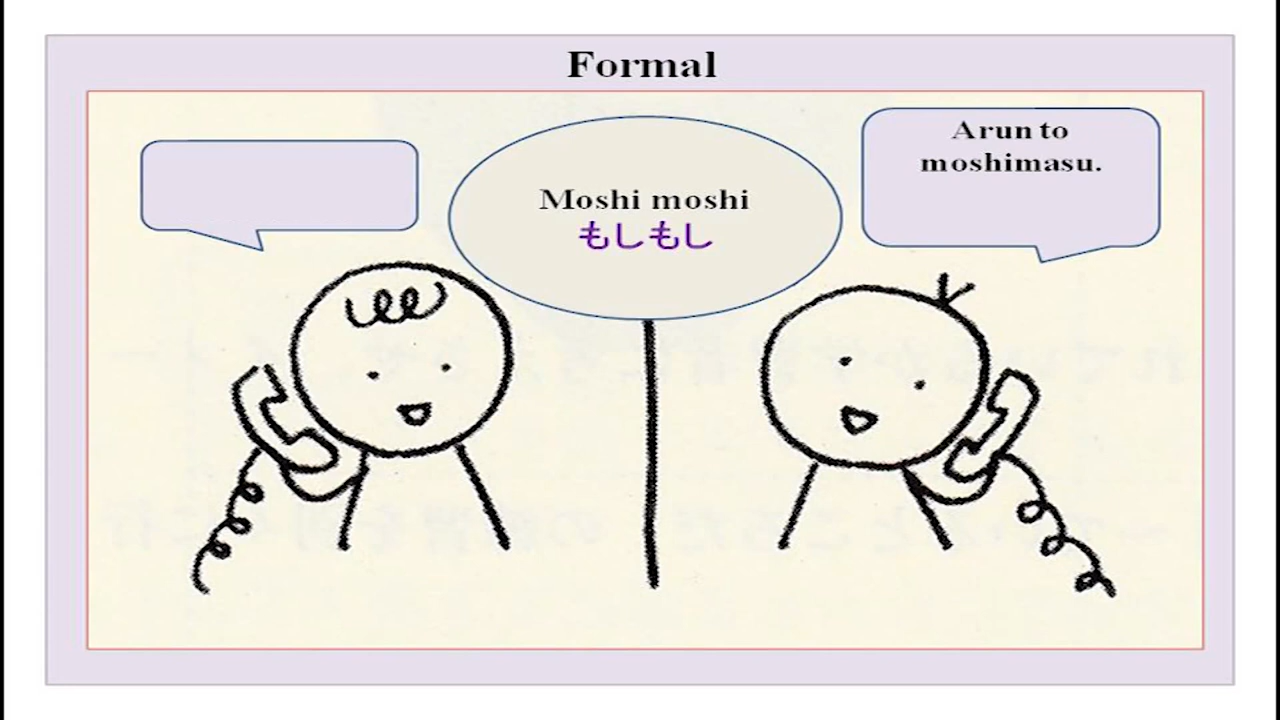 Formal
Moshi moshi
もしもし
Arun to
moshimasu.